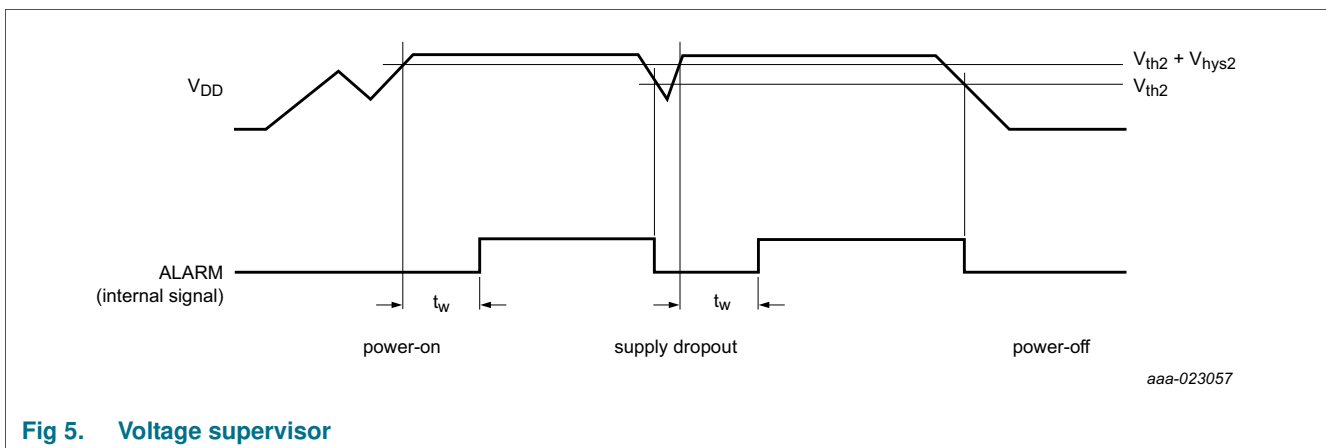 V_DD
V_th2 + V_hys2
V_th2
ALARM
(internal signal)
t_w
t_w
power-on
supply dropout
power-off
aaa-023057
Fig 5. Voltage supervisor